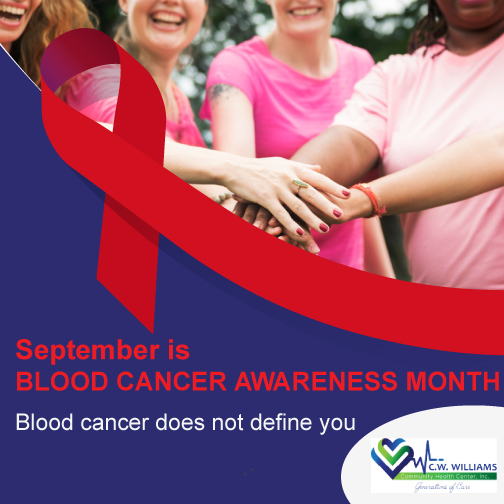 September is
BLOOD CANCER AWARENESS MONTH
Blood cancer does not define you
C.W. WILLIAMS
Community Health Center, Inc.
Generations of Care